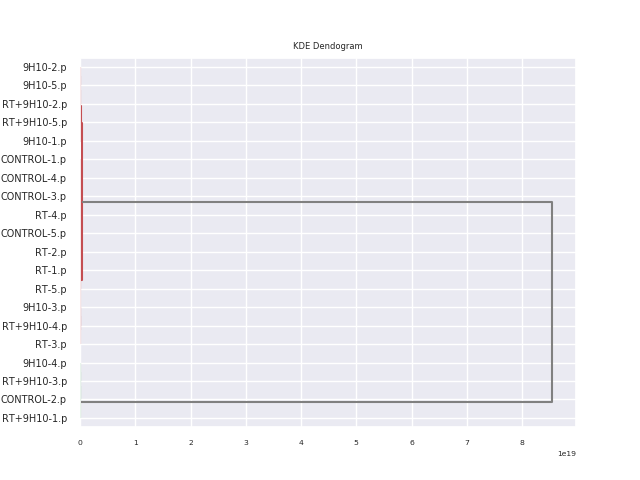 KDE Dendogram
9H10-2.p
9H10-5.p
RT+9H10-2.p
RT+9H10-5.p
9H10-1.p
CONTROL-1.p
CONTROL-4.p
CONTROL-3.p
RT-4.p
CONTROL-5.p
RT-2.p
RT-1.p
RT-5.p
9H10-3.p
RT+9H10-4.p
RT-3.p
9H10-4.p
RT+9H10-3.p
CONTROL-2.p
RT+9H10-1.p
0 1 2 3 4 5 6 7 8
1e19